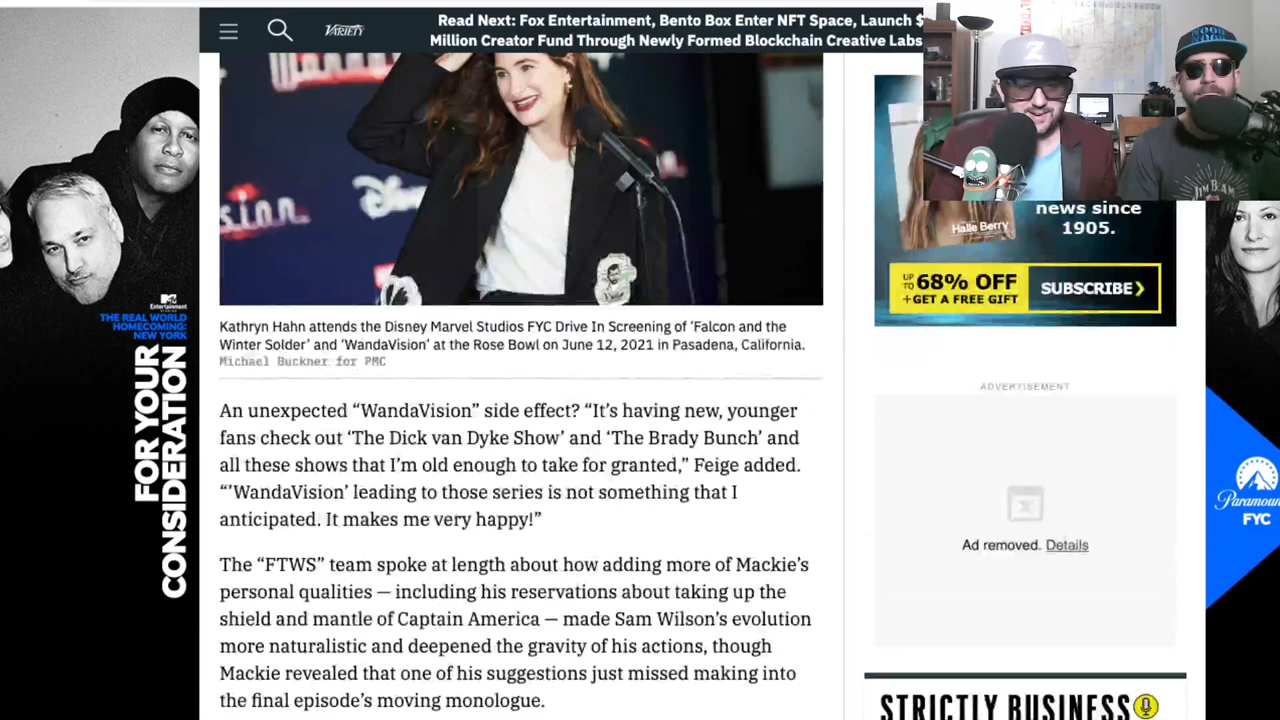 VARIETY
Read Next: Fox Entertainment, Bento Box Enter NFT Space, Launch $
Million Creator Fund Through Newly Formed Blockchain Creative Labs
Z
JIM BEAM
Disney
sion.
Halle Berry
news since
1905.
UP TO 68% OFF
+GET A FREE GIFT
SUBSCRIBE❯
MTV
Entertainment
STUDIOS
THE REAL WORLD
HOMECOMING:
NEW YORK
FOR YOUR
CONSIDERATION
Kathryn Hahn attends the Disney Marvel Studios FYC Drive In Screening of ‘Falcon and the
Winter Solder’ and ‘WandaVision’ at the Rose Bowl on June 12, 2021 in Pasadena, California.
Michael Buckner for PMC
An unexpected “WandaVision” side effect? “It’s having new, younger
fans check out ‘The Dick van Dyke Show’ and ‘The Brady Bunch’ and
all these shows that I’m old enough to take for granted,” Feige added.
“’WandaVision’ leading to those series is not something that I
anticipated. It makes me very happy!”
The “FTWS” team spoke at length about how adding more of Mackie’s
personal qualities — including his reservations about taking up the
shield and mantle of Captain America — made Sam Wilson’s evolution
more naturalistic and deepened the gravity of his actions, though
Mackie revealed that one of his suggestions just missed making into
the final episode’s moving monologue.
ADVERTISEMENT
Ad removed. Details
Paramoun
FYC
STRICTLY BUSINESS